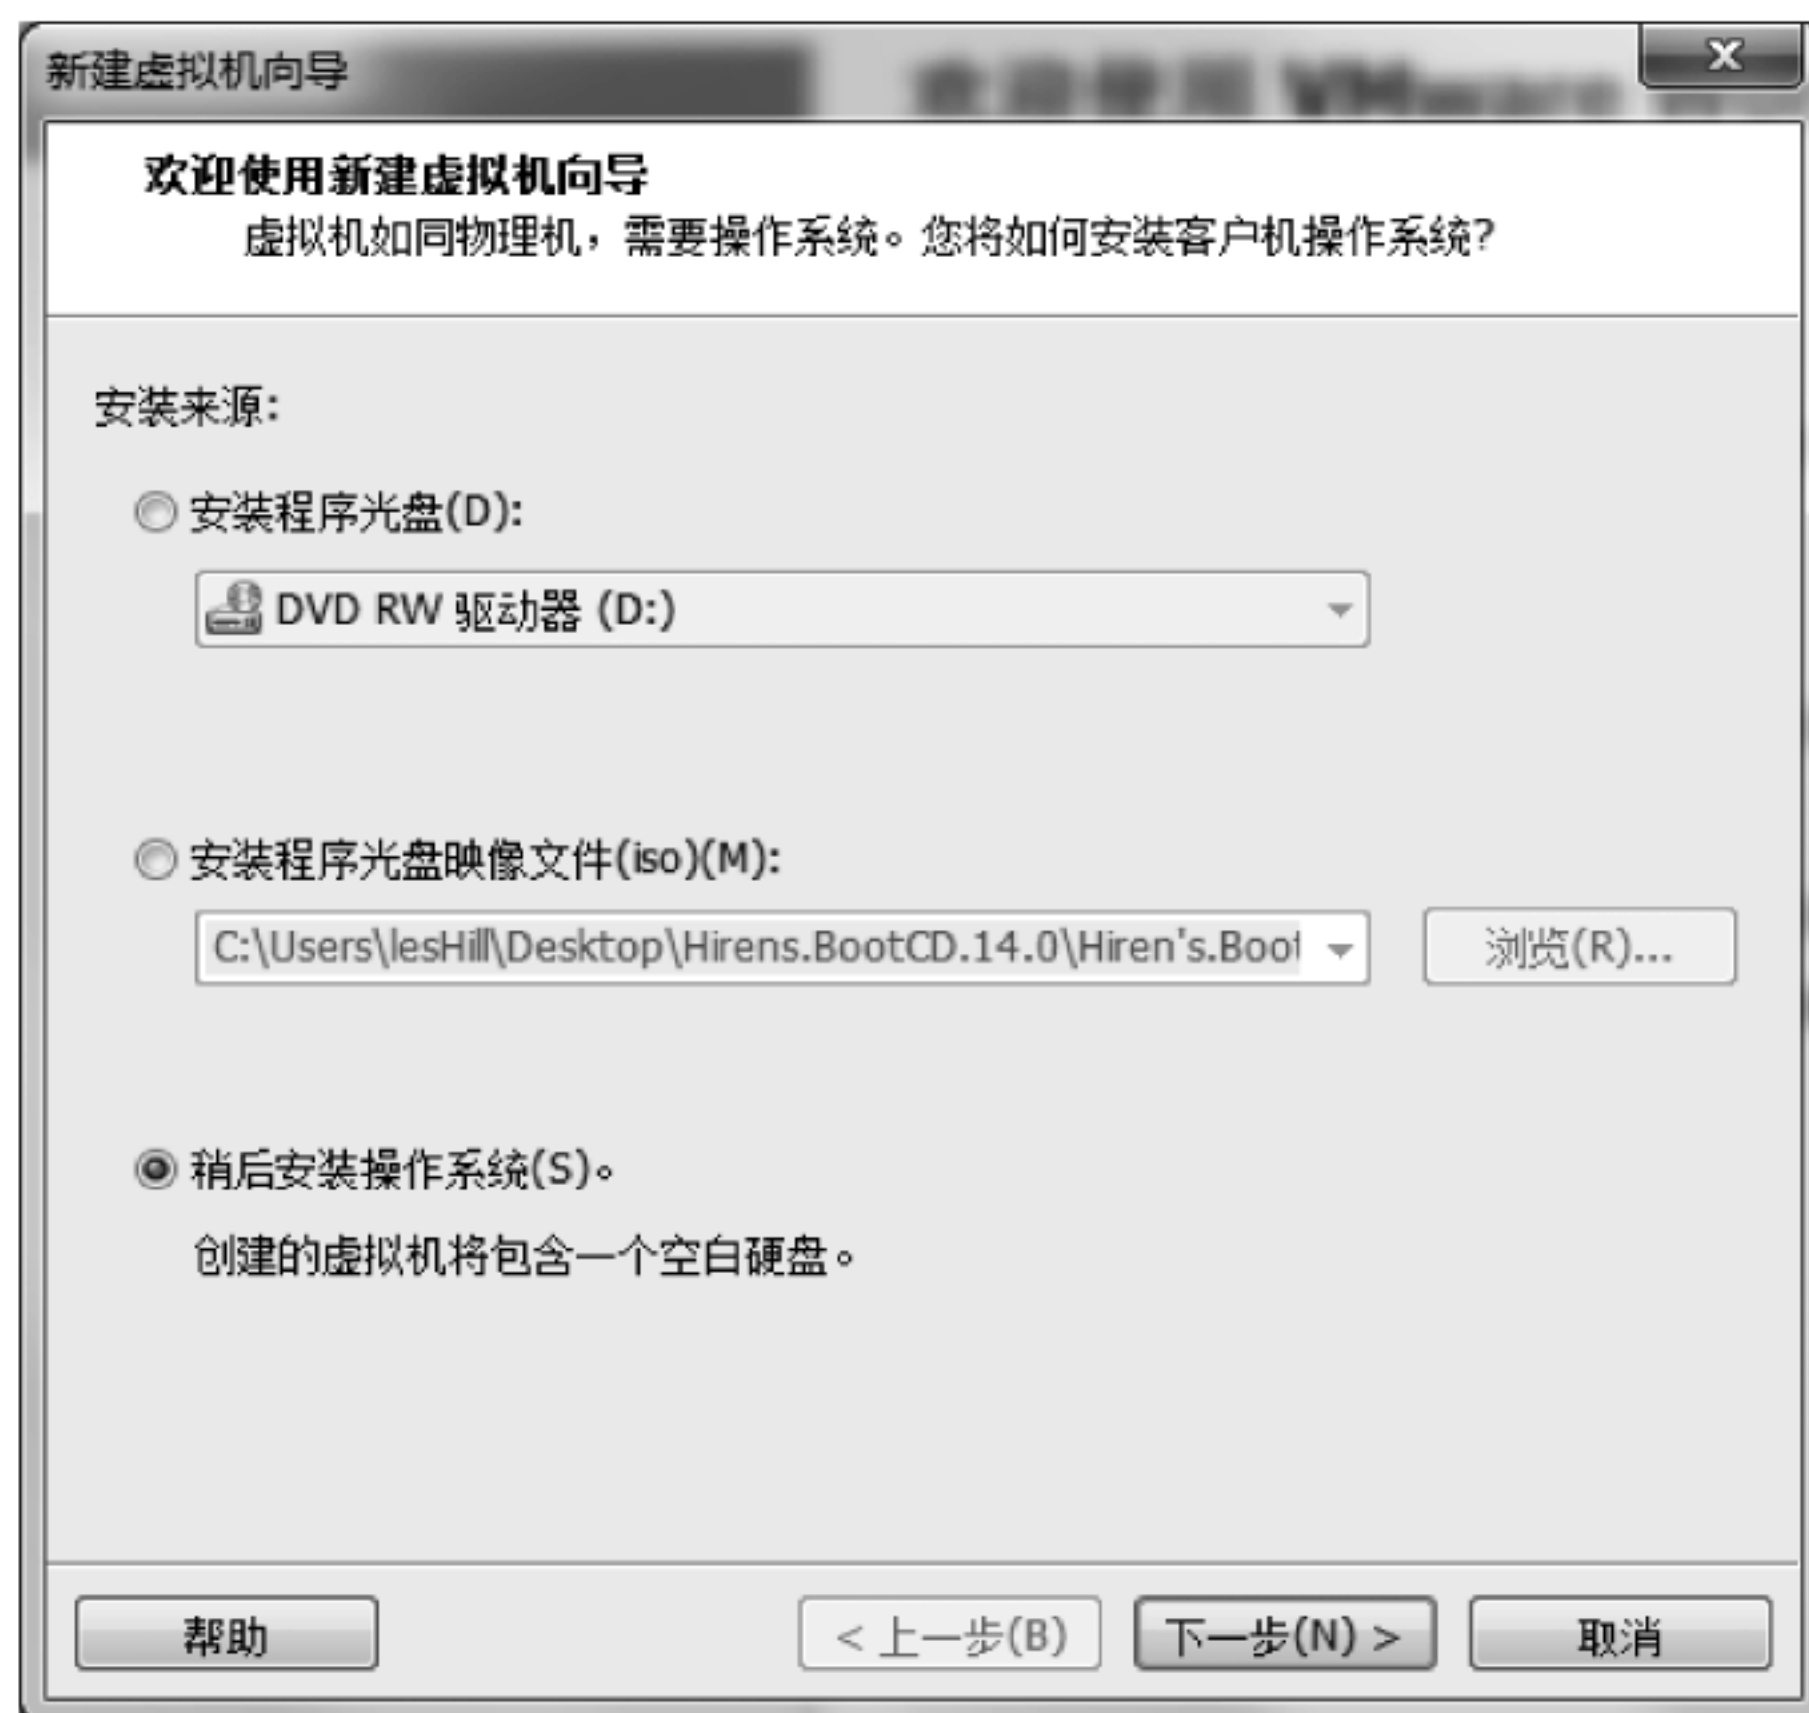 新建虚拟机向导
欢迎使用 VMware
欢迎使用新建虚拟机向导
虚拟机如同物理机，需要操作系统。您将如何安装客户机操作系统?
安装来源:
安装程序光盘(D):
DVD RW 驱动器 (D:)
安装程序光盘映像文件(iso)(M):
C:\Users\lesHill\Desktop\Hirens.BootCD.14.0\Hiren's.Boot
浏览(R)...
稍后安装操作系统(S)。
创建的虚拟机将包含一个空白硬盘。
帮助
< 上一步(B)
下一步(N) >
取消